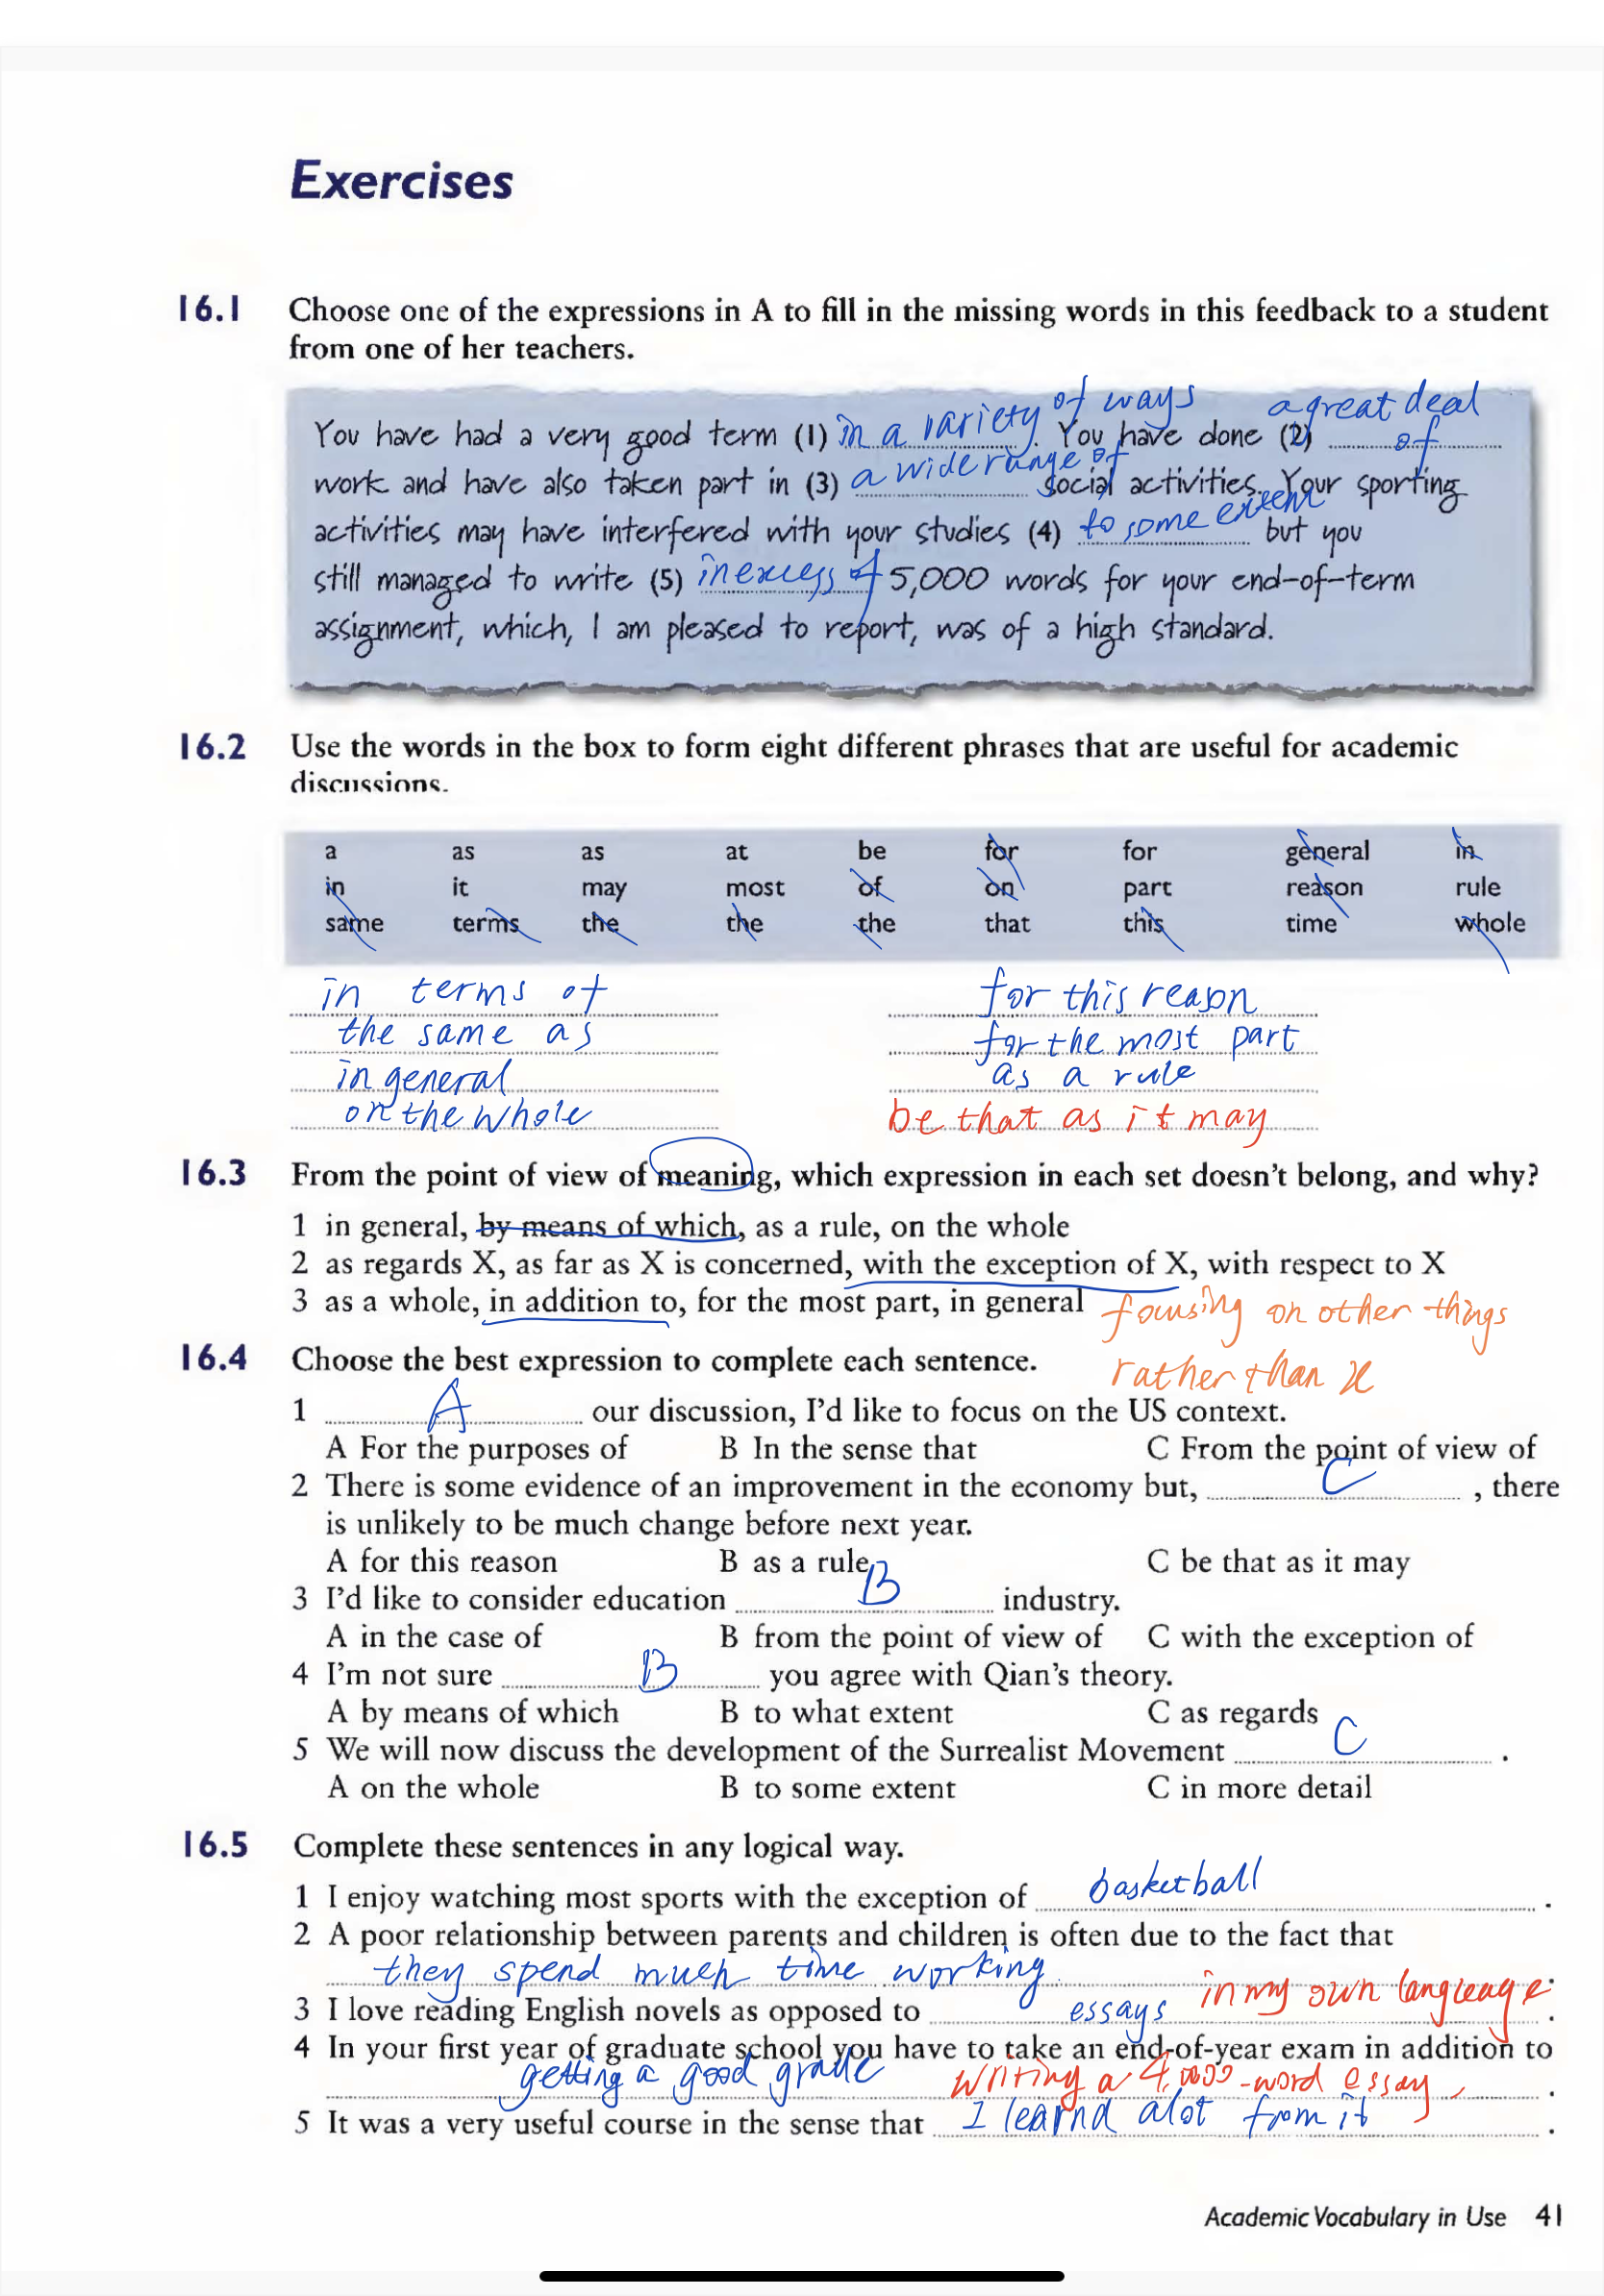 Exercises
16.1 Choose one of the expressions in A to fill in the missing words in this feedback to a student
from one of her teachers.
You have had a very good term (1) in a variety of ways . You have done (2) a great deal of
work and have also taken part in (3) a wide range of social activities. Your sporting
activities may have interfered with your studies (4) to some extent but you
still managed to write (5) in excess of 5,000 words for your end-of-term
assignment, which, I am pleased to report, was of a high standard.
16.2 Use the words in the box to form eight different phrases that are useful for academic
discussions.
a as as at be for for general in
in it may most of on part reason rule
same terms the the the that this time whole
in terms of for this reason
the same as for the most part
in general as a rule
on the whole be that as it may
16.3 From the point of view of meaning, which expression in each set doesn't belong, and why?
1 in general, by means of which, as a rule, on the whole
2 as regards X, as far as X is concerned, with the exception of X, with respect to X
3 as a whole, in addition to, for the most part, in general focusing on other things
rather than x
16.4 Choose the best expression to complete each sentence.
1 A our discussion, I'd like to focus on the US context.
A For the purposes of B In the sense that C From the point of view of
2 There is some evidence of an improvement in the economy but, C , there
is unlikely to be much change before next year.
A for this reason B as a rule C be that as it may
3 I'd like to consider education B industry.
A in the case of B from the point of view of C with the exception of
4 I'm not sure B you agree with Qian's theory.
A by means of which B to what extent C as regards
5 We will now discuss the development of the Surrealist Movement C .
A on the whole B to some extent C in more detail
16.5 Complete these sentences in any logical way.
1 I enjoy watching most sports with the exception of basketball .
2 A poor relationship between parents and children is often due to the fact that
they spend much time working .
3 I love reading English novels as opposed to essays in my own language .
4 In your first year of graduate school you have to take an end-of-year exam in addition to
getting a good grade writing a 4,000-word essay .
5 It was a very useful course in the sense that I learnd alot from it .
Academic Vocabulary in Use 41